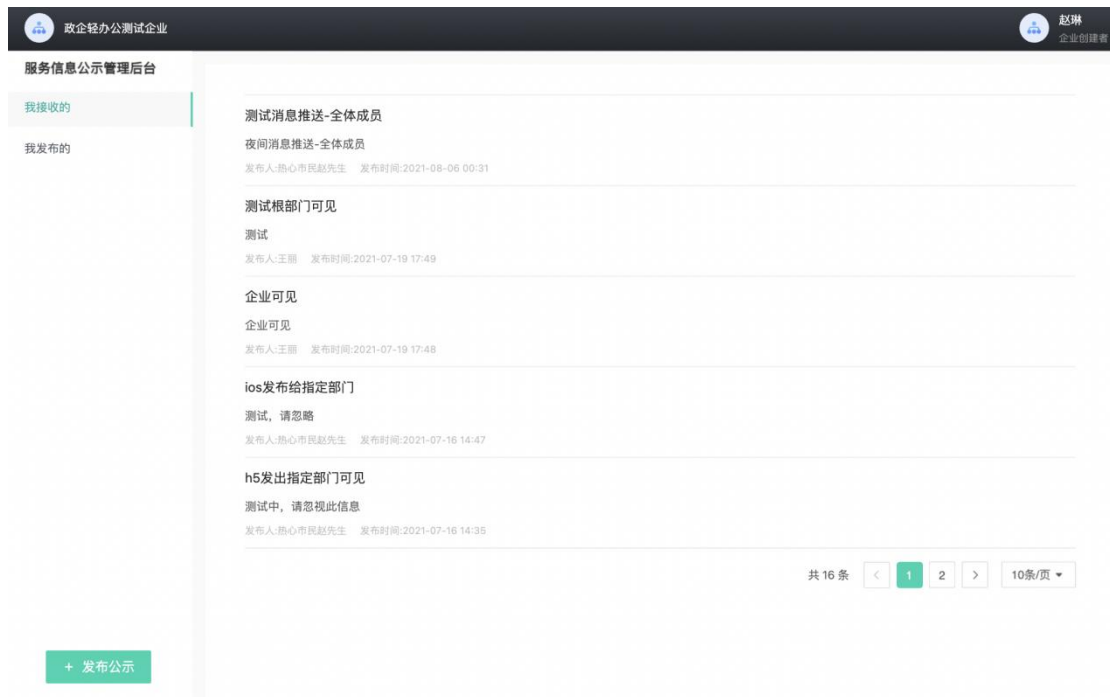 政企轻办公测试企业
赵琳
企业创建者
服务信息公示管理后台
我接收的
我发布的
测试消息推送-全体成员
夜间消息推送-全体成员
发布人:热心市民赵先生 发布时间:2021-08-06 00:31
测试根部门可见
测试
发布人:王丽 发布时间:2021-07-19 17:49
企业可见
企业可见
发布人:王丽 发布时间:2021-07-19 17:48
ios发布给指定部门
测试，请忽略
发布人:热心市民赵先生 发布时间:2021-07-16 14:47
h5发出指定部门可见
测试中，请忽视此信息
发布人:热心市民赵先生 发布时间:2021-07-16 14:35
共 16 条 < 1 2 > 10条/页
+ 发布公示